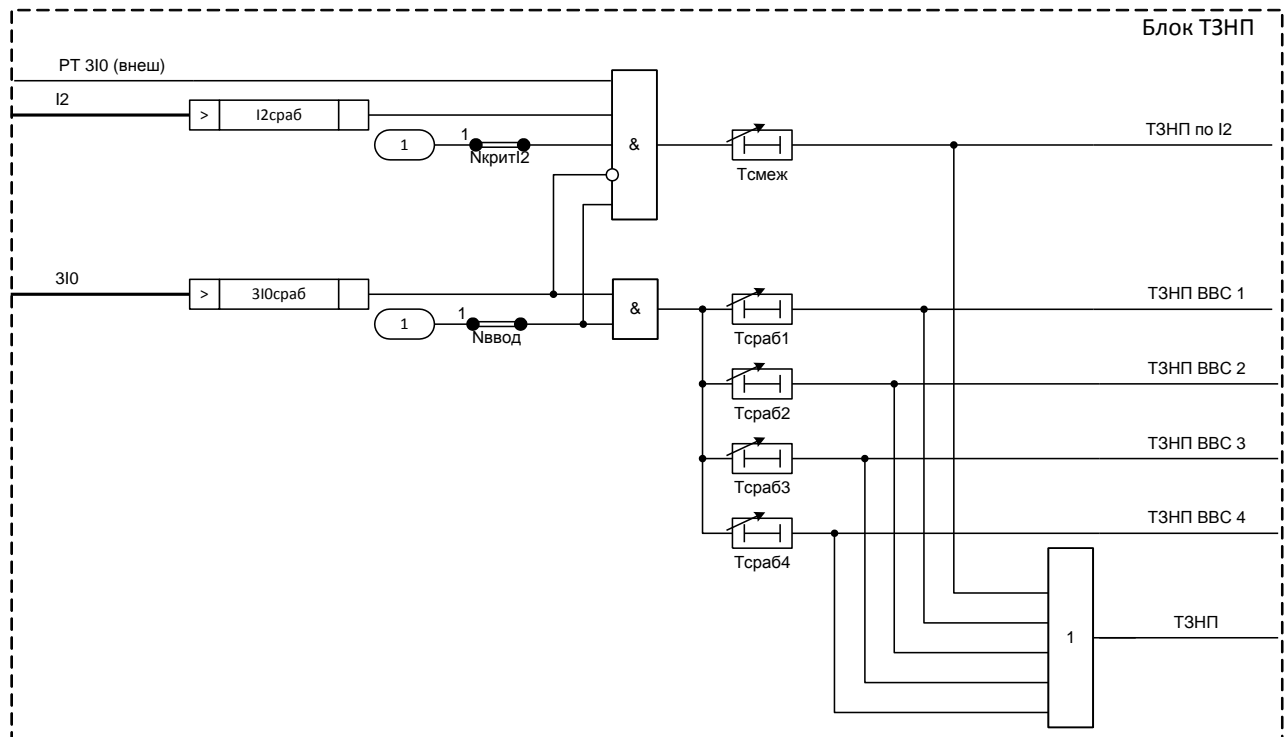 Блок ТЗНП
РТ 3I0 (внеш)
I2
>
I2сраб
1
1
NкритI2
&
Тсмеж
ТЗНП по I2
3I0
>
3I0сраб
1
1
Nввод
&
Тсраб1
ТЗНП ВВС 1
Тсраб2
ТЗНП ВВС 2
Тсраб3
ТЗНП ВВС 3
Тсраб4
ТЗНП ВВС 4
1
ТЗНП